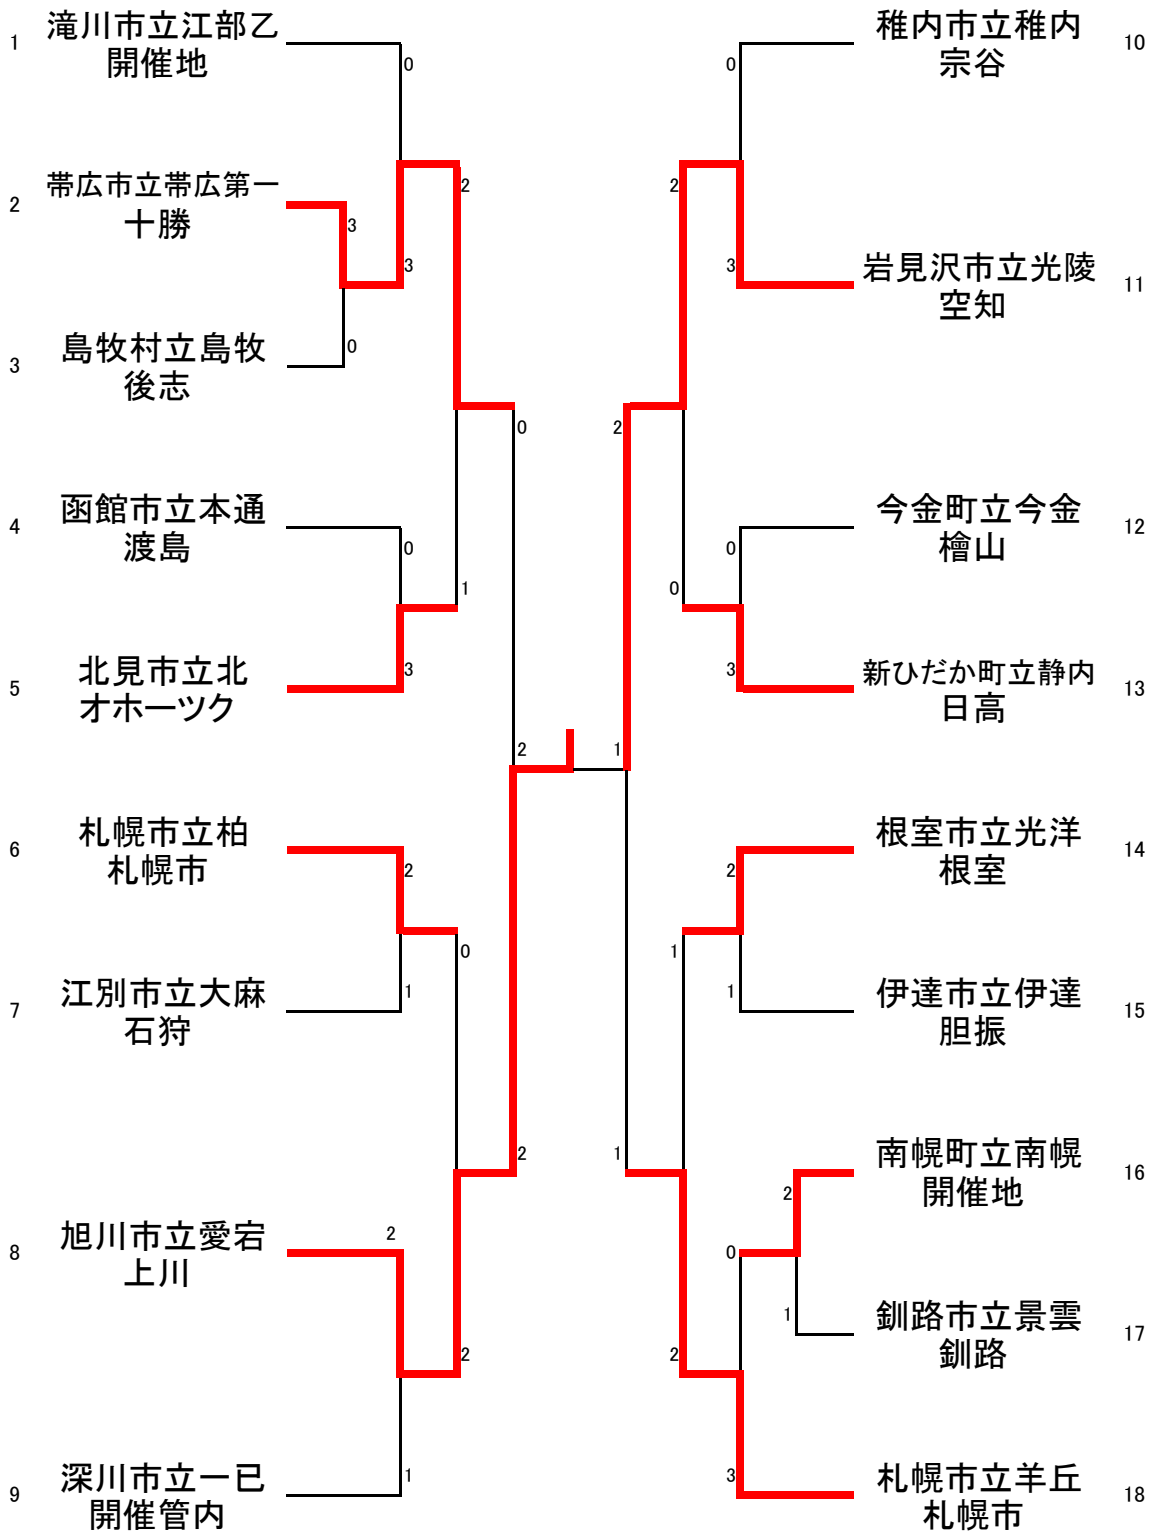 1
滝川市立江部乙
開催地
0
2
帯広市立帯広第一
十勝
3
2
3
3
島牧村立島牧
後志
0
0
4
函館市立本通
渡島
0
1
5
北見市立北
オホーツク
3
2
6
札幌市立柏
札幌市
2
0
7
江別市立大麻
石狩
1
2
8
旭川市立愛宕
上川
2
2
9
深川市立一已
開催管内
1
稚内市立稚内
宗谷
10
0
2
岩見沢市立光陵
空知
11
3
2
今金町立今金
檜山
12
0
0
新ひだか町立静内
日高
13
3
1
根室市立光洋
根室
14
2
1
伊達市立伊達
胆振
15
1
1
南幌町立南幌
開催地
16
2
0
釧路市立景雲
釧路
17
1
2
札幌市立羊丘
札幌市
18
3